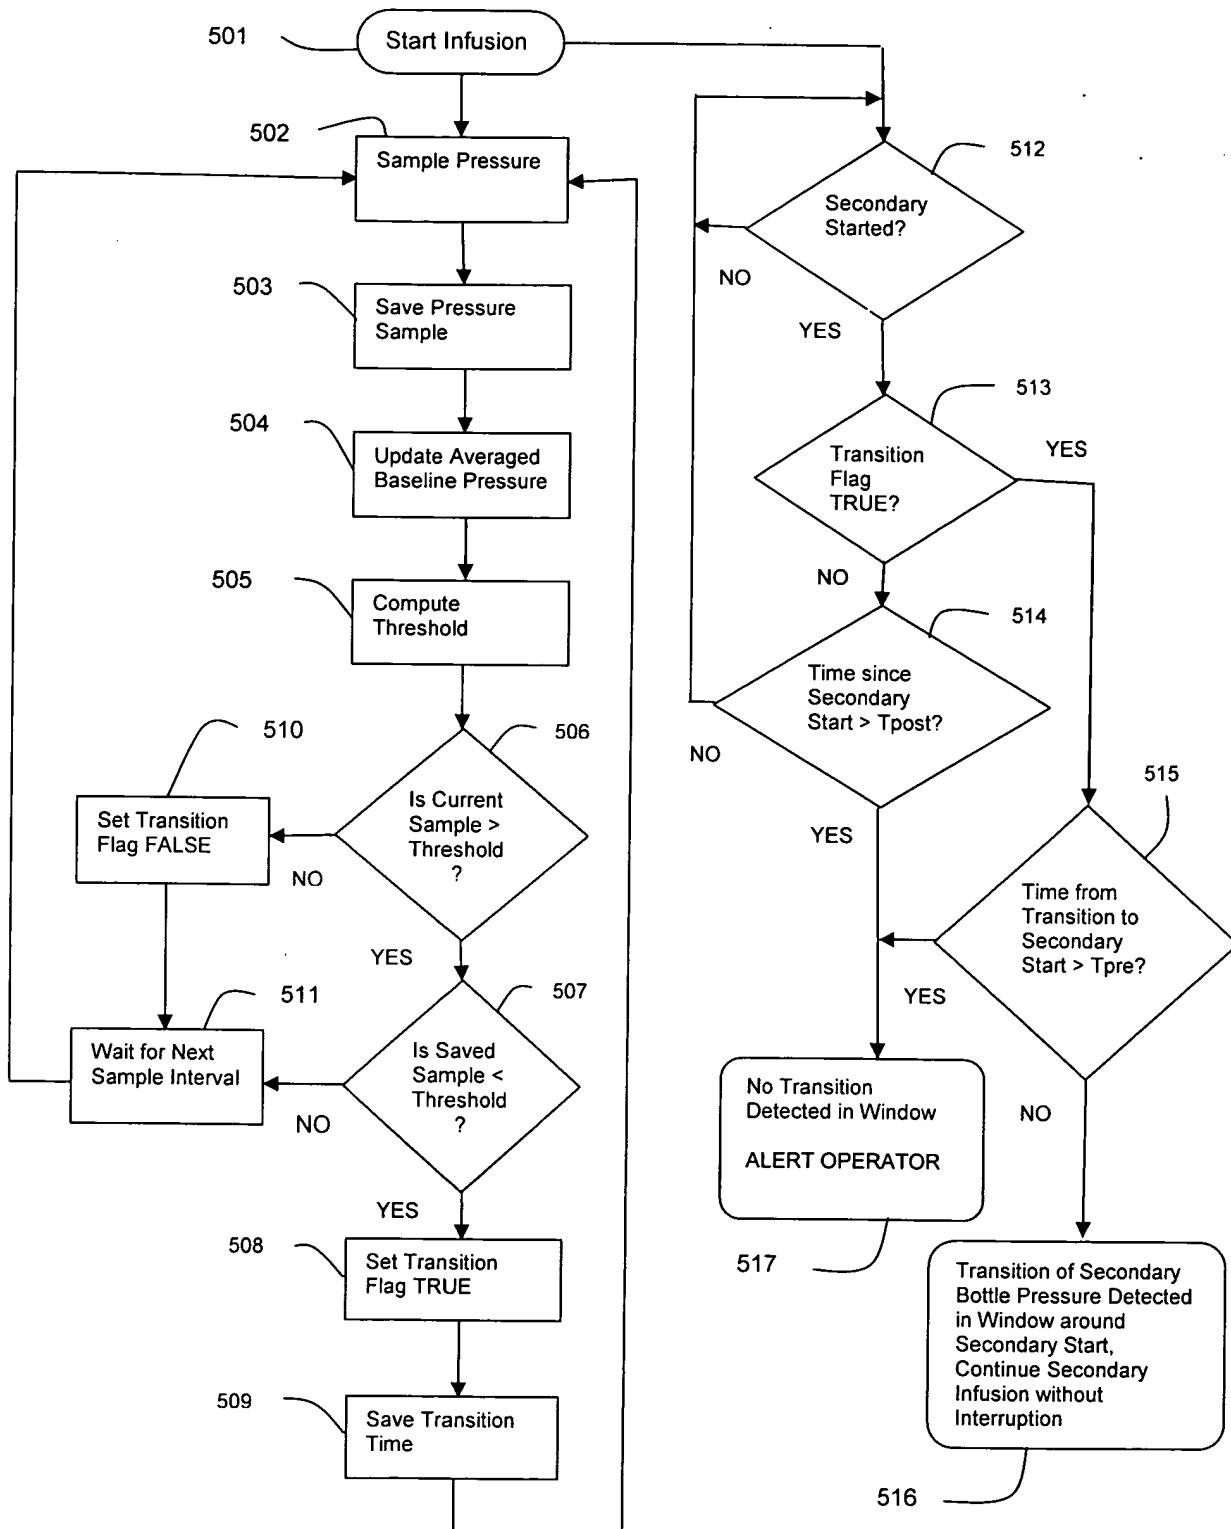 501
Start Infusion
502
Sample Pressure
503
Save Pressure
Sample
504
Update Averaged
Baseline Pressure
505
Compute
Threshold
506
Is Current
Sample >
Threshold
?
NO
YES
510
Set Transition
Flag FALSE
511
Wait for Next
Sample Interval
507
Is Saved
Sample <
Threshold
?
NO
YES
508
Set Transition
Flag TRUE
509
Save Transition
Time
512
Secondary
Started?
NO
YES
513
Transition
Flag
TRUE?
YES
NO
514
Time since
Secondary
Start > Tpost?
NO
YES
515
Time from
Transition to
Secondary
Start > Tpre?
YES
NO
No Transition
Detected in Window
ALERT OPERATOR
517
Transition of Secondary
Bottle Pressure Detected
in Window around
Secondary Start,
Continue Secondary
Infusion without
Interruption
516